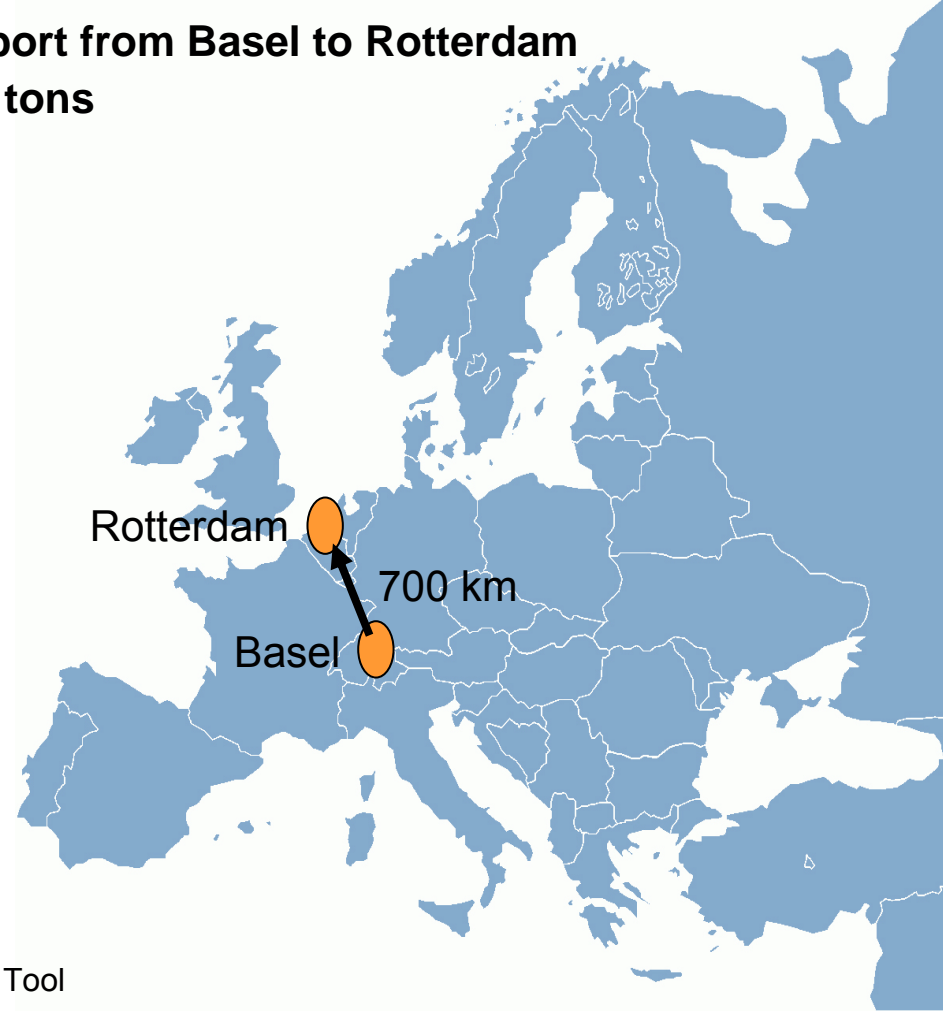 port from Basel to Rotterdam
tons
Rotterdam
700 km
Basel
Tool